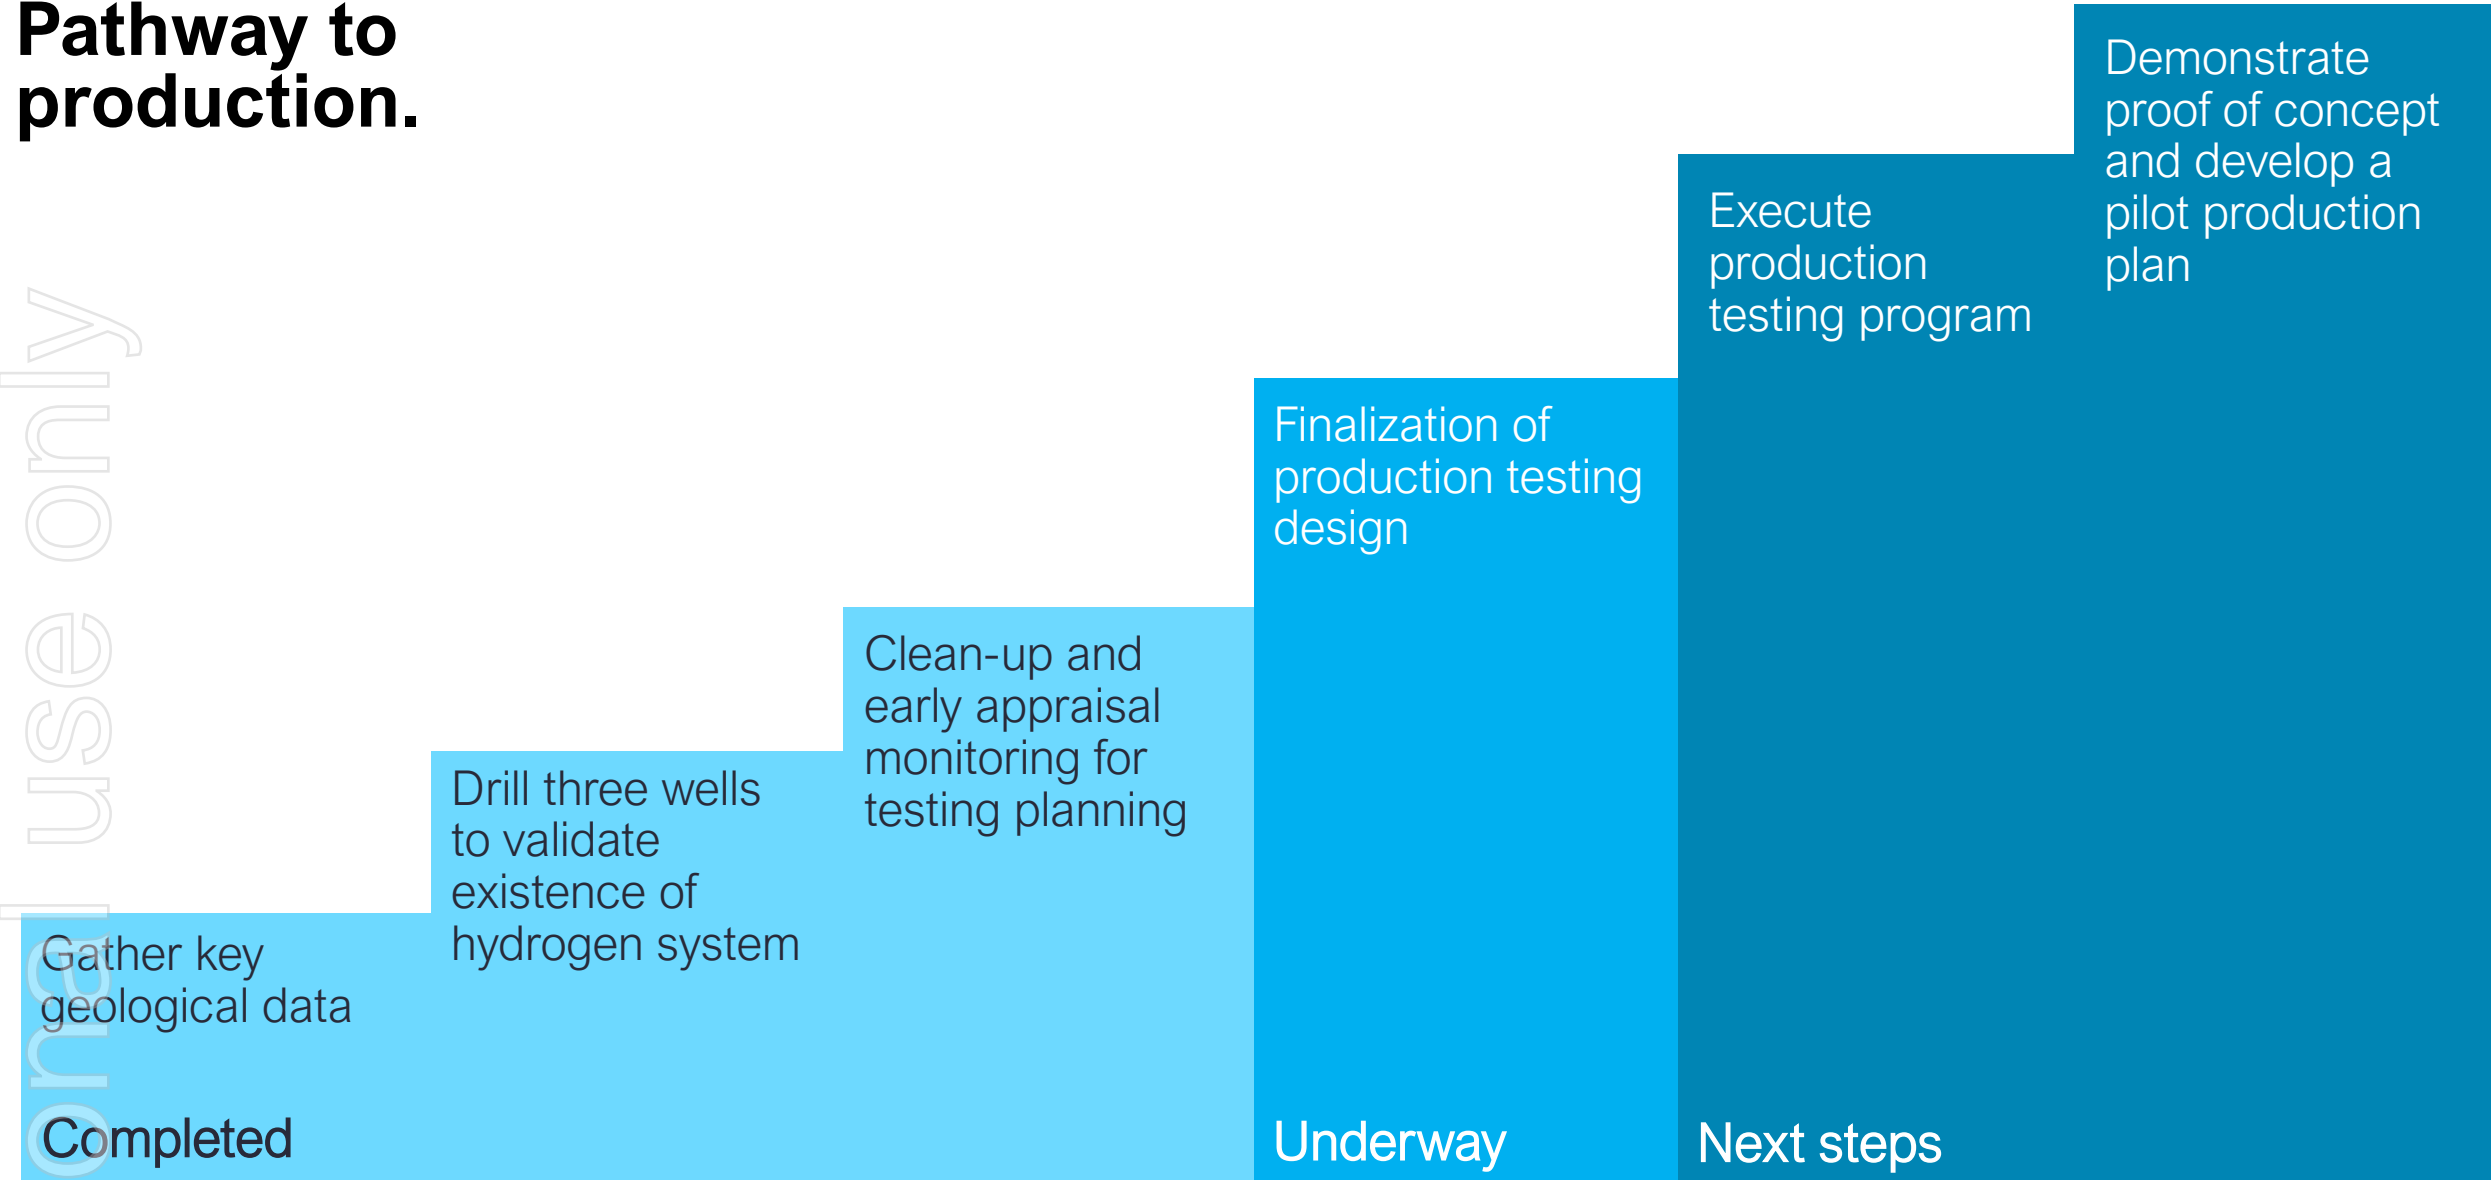 Pathway to
production.
Demonstrate
proof of concept
and develop a
pilot production
plan
Execute
production
testing program
Finalization of
production testing
design
Clean-up and
early appraisal
monitoring for
testing planning
Drill three wells
to validate
existence of
hydrogen system
Gather key
geological data
Completed
Underway
Next steps
onal use only